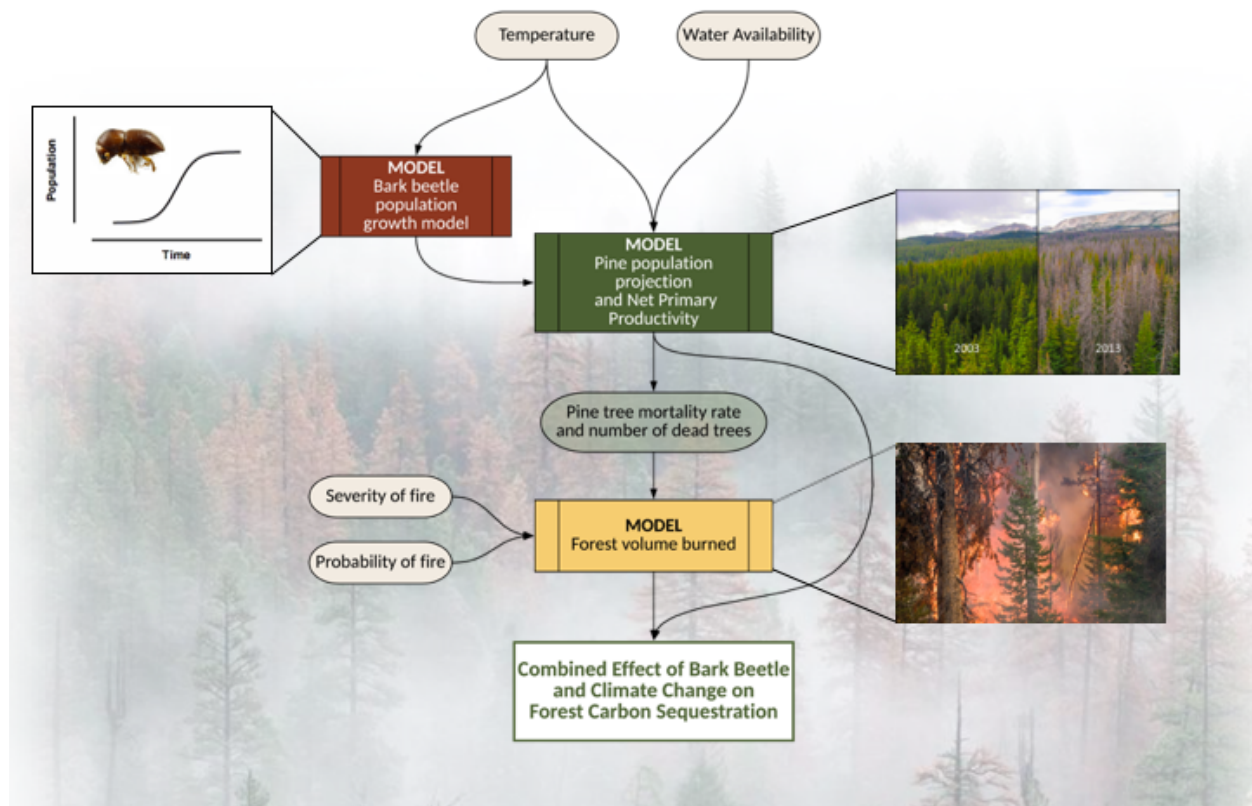 Temperature
Water Availability
Population
Time
MODEL
Bark beetle
population
growth model
MODEL
Pine population
projection
and Net Primary
Productivity
2003
2013
Pine tree mortality rate
and number of dead trees
Severity of fire
Probability of fire
MODEL
Forest volume burned
Combined Effect of Bark Beetle
and Climate Change on
Forest Carbon Sequestration